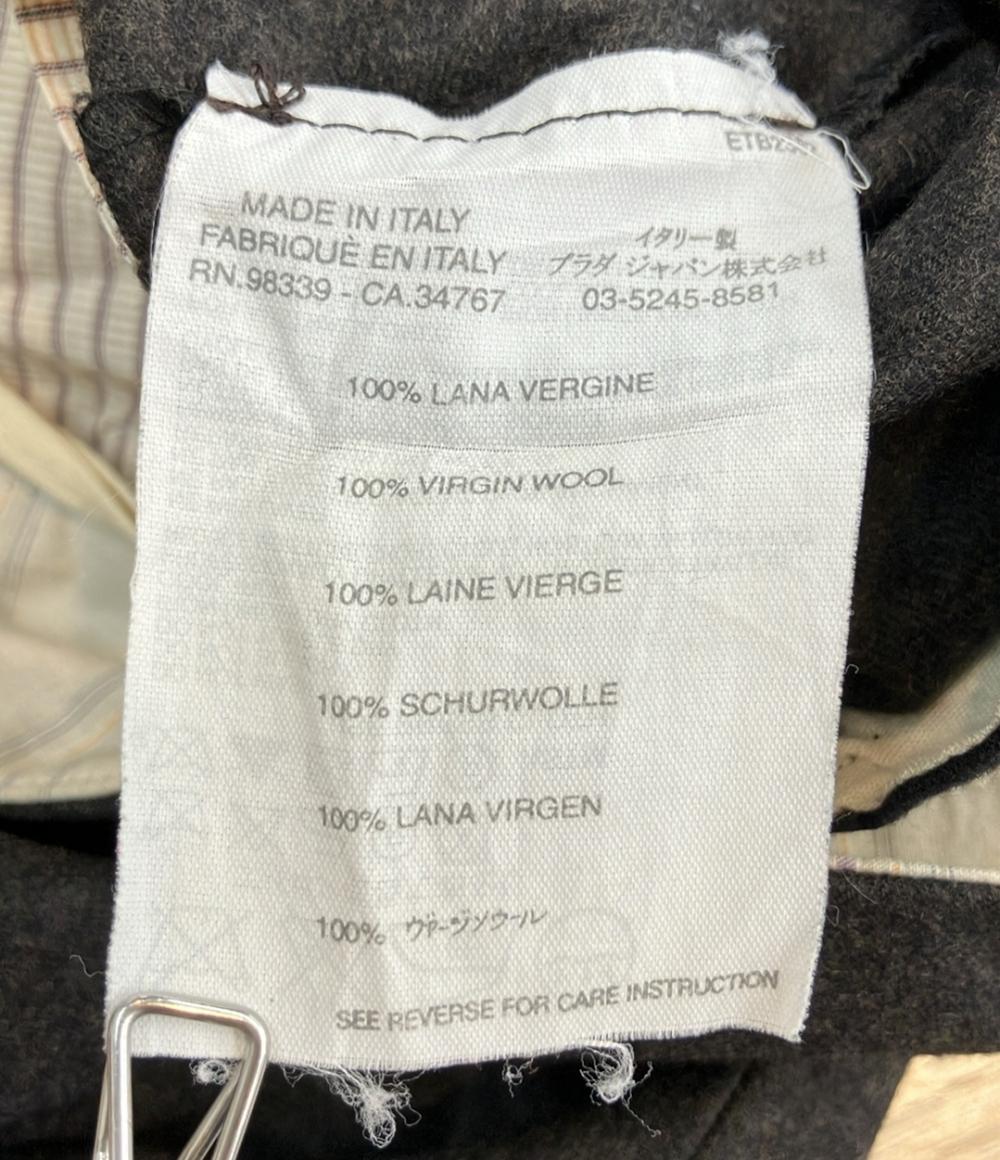 MADE IN ITALY
FABRIQUÈ EN ITALY
RN.98339 - CA.34767
イタリー製
プラダ ジャパン株式会社
03-5245-8581
100% LANA VERGINE
100% VIRGIN WOOL
100% LAINE VIERGE
100% SCHURWOLLE
100% LANA VIRGEN
100% ヴァージンウール
SEE REVERSE FOR CARE INSTRUCTION